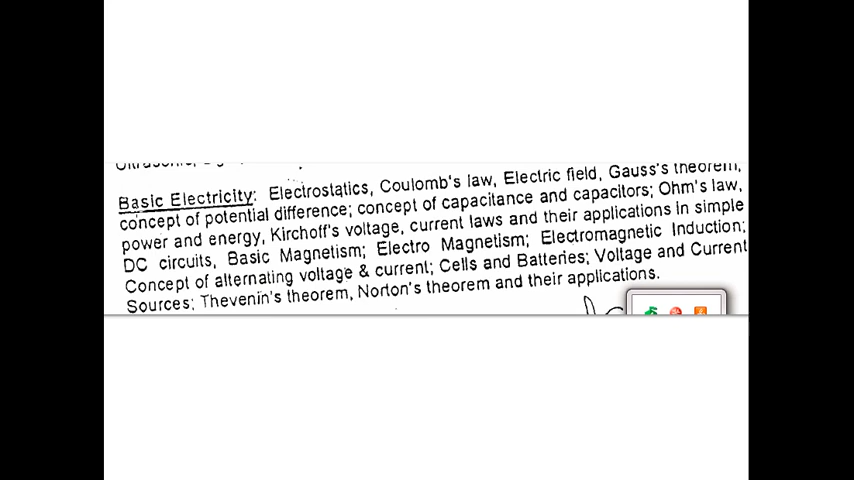 Ultrasonic,
Basic Electricity: Electrostatics, Coulomb's law, Electric field, Gauss's theorem,
concept of potential difference; concept of capacitance and capacitors; Ohm's law,
power and energy, Kirchoff's voltage, current laws and their applications in simple
DC circuits, Basic Magnetism; Electro Magnetism; Electromagnetic Induction;
Concept of alternating voltage & current; Cells and Batteries; Voltage and Current
Sources; Thevenin's theorem, Norton's theorem and their applications.